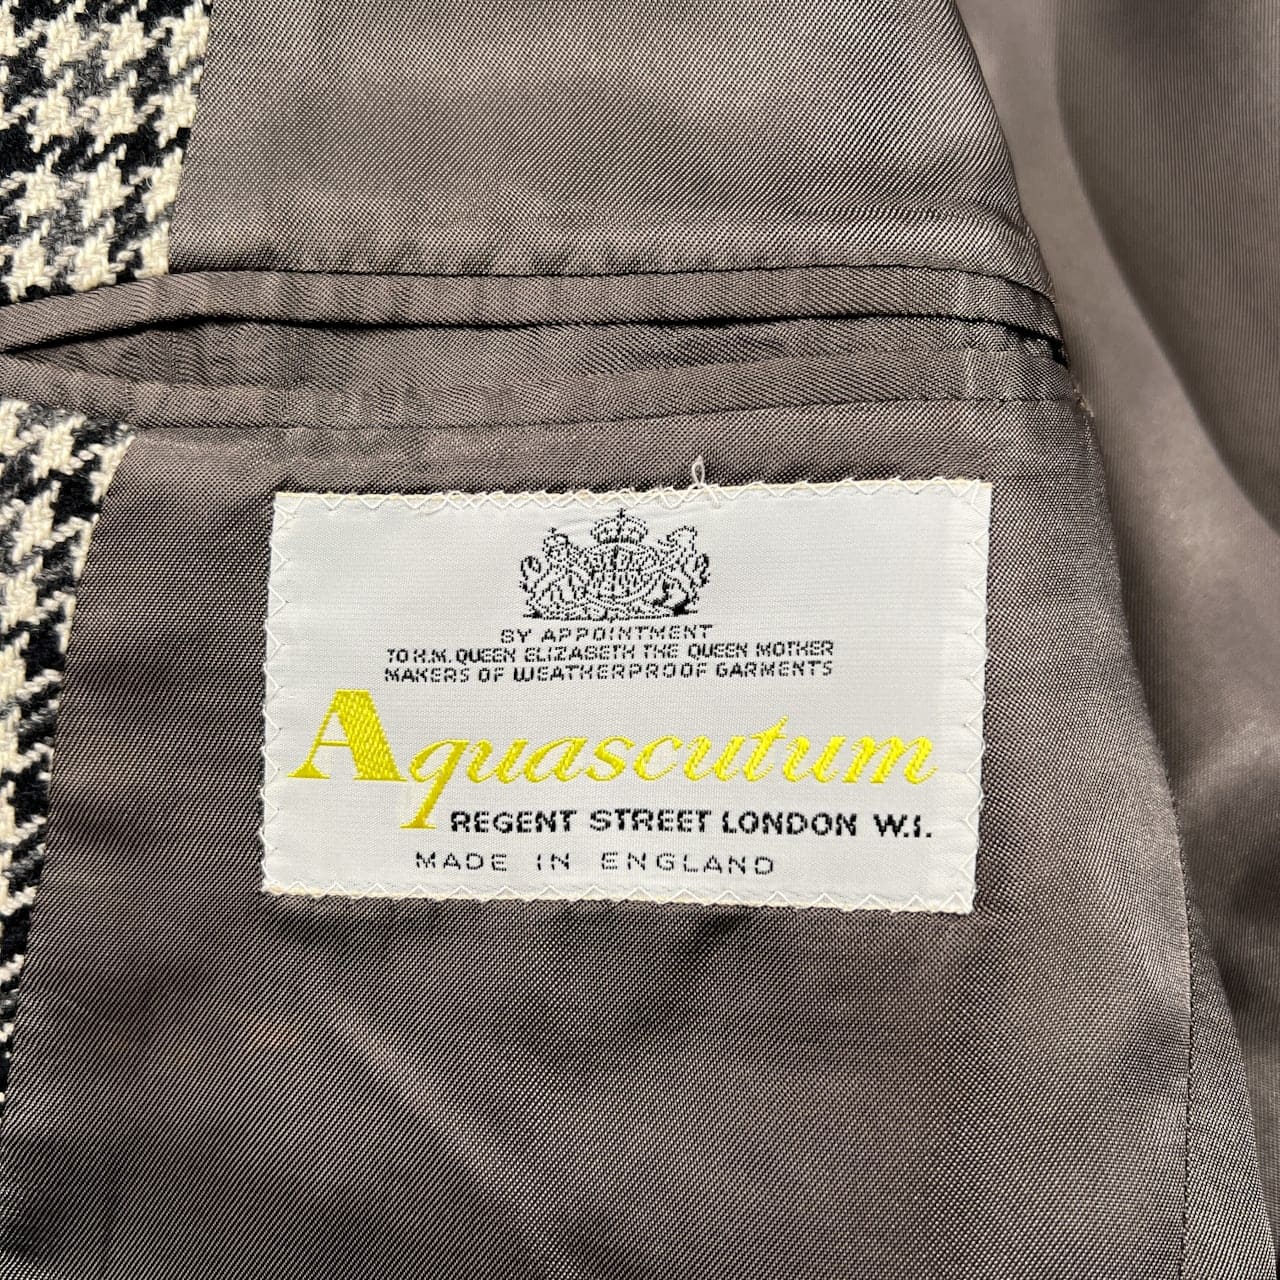 BY APPOINTMENT
TO H.M. QUEEN ELIZABETH THE QUEEN MOTHER
MAKERS OF WEATHERPROOF GARMENTS
Aquascutum
REGENT STREET LONDON W.1.
MADE IN ENGLAND